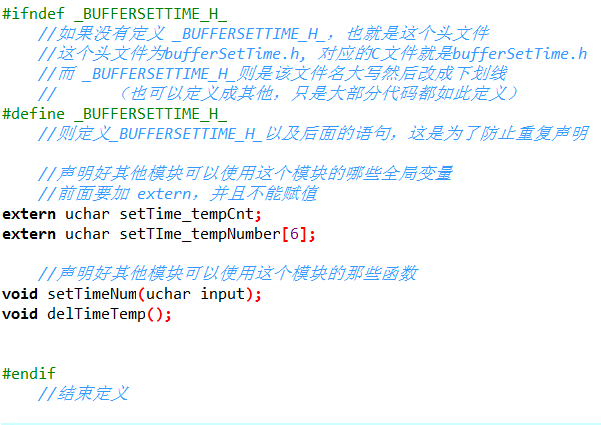 #ifndef _BUFFERSETTIME_H_
//如果没有定义 _BUFFERSETTIME_H_，也就是这个头文件
//这个头文件为bufferSetTime.h, 对应的C文件就是bufferSetTime.h
//而 _BUFFERSETTIME_H_则是该文件名大写然后改成下划线
// （也可以定义成其他，只是大部分代码都如此定义）
#define _BUFFERSETTIME_H_
//则定义_BUFFERSETTIME_H_以及后面的语句，这是为了防止重复声明
//声明好其他模块可以使用这个模块的哪些全局变量
//前面要加 extern，并且不能赋值
extern uchar setTime_tempCnt;
extern uchar setTIme_tempNumber[6];
//声明好其他模块可以使用这个模块的那些函数
void setTimeNum(uchar input);
void delTimeTemp();
#endif
//结束定义